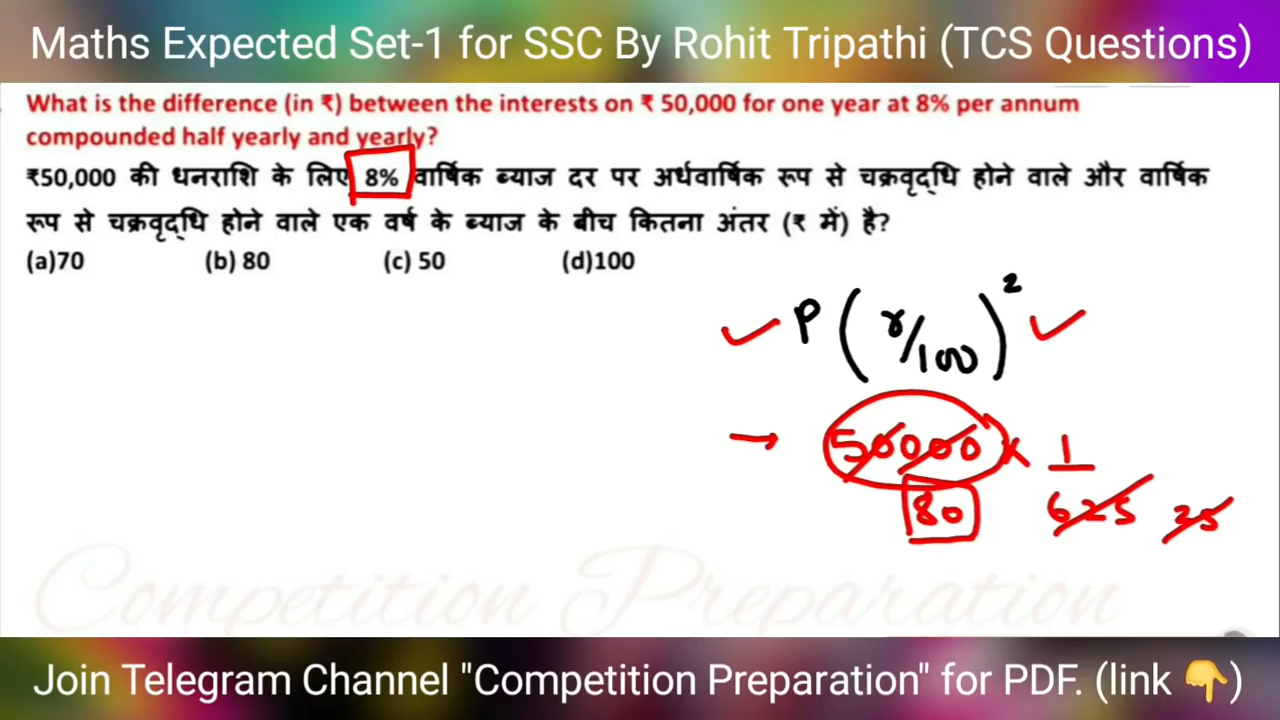 Maths Expected Set-1 for SSC By Rohit Tripathi (TCS Questions)
What is the difference (in ₹) between the interests on ₹ 50,000 for one year at 8% per annum
compounded half yearly and yearly?
₹50,000 की धनराशि के लिए 8% वार्षिक ब्याज दर पर अर्धवार्षिक रूप से चक्रवृद्धि होने वाले और वार्षिक
रूप से चक्रवृद्धि होने वाले एक वर्ष के ब्याज के बीच कितना अंतर (₹ में) है?
(a)70 (b) 80 (c) 50 (d)100
P (r/100)²
→ 50000 × 1
80 625 25
Competition Preparation
Join Telegram Channel "Competition Preparation" for PDF. (link 👇)